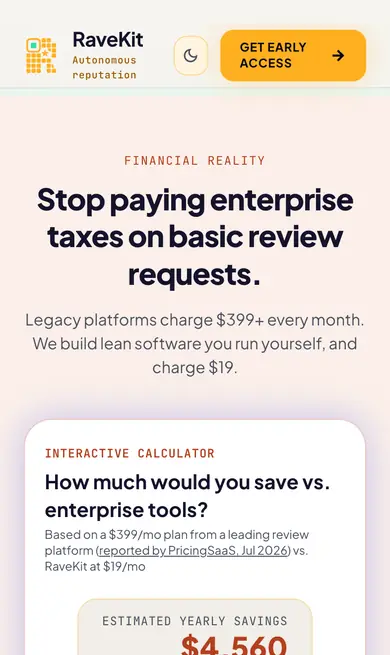 RaveKit
Autonomous
reputation
GET EARLY
ACCESS
FINANCIAL REALITY
Stop paying enterprise
taxes on basic review
requests.
Legacy platforms charge $399+ every month.
We build lean software you run yourself, and
charge $19.
INTERACTIVE CALCULATOR
How much would you save vs.
enterprise tools?
Based on a $399/mo plan from a leading review
platform (reported by PricingSaaS, Jul 2026) vs.
RaveKit at $19/mo
ESTIMATED YEARLY SAVINGS
$4,560